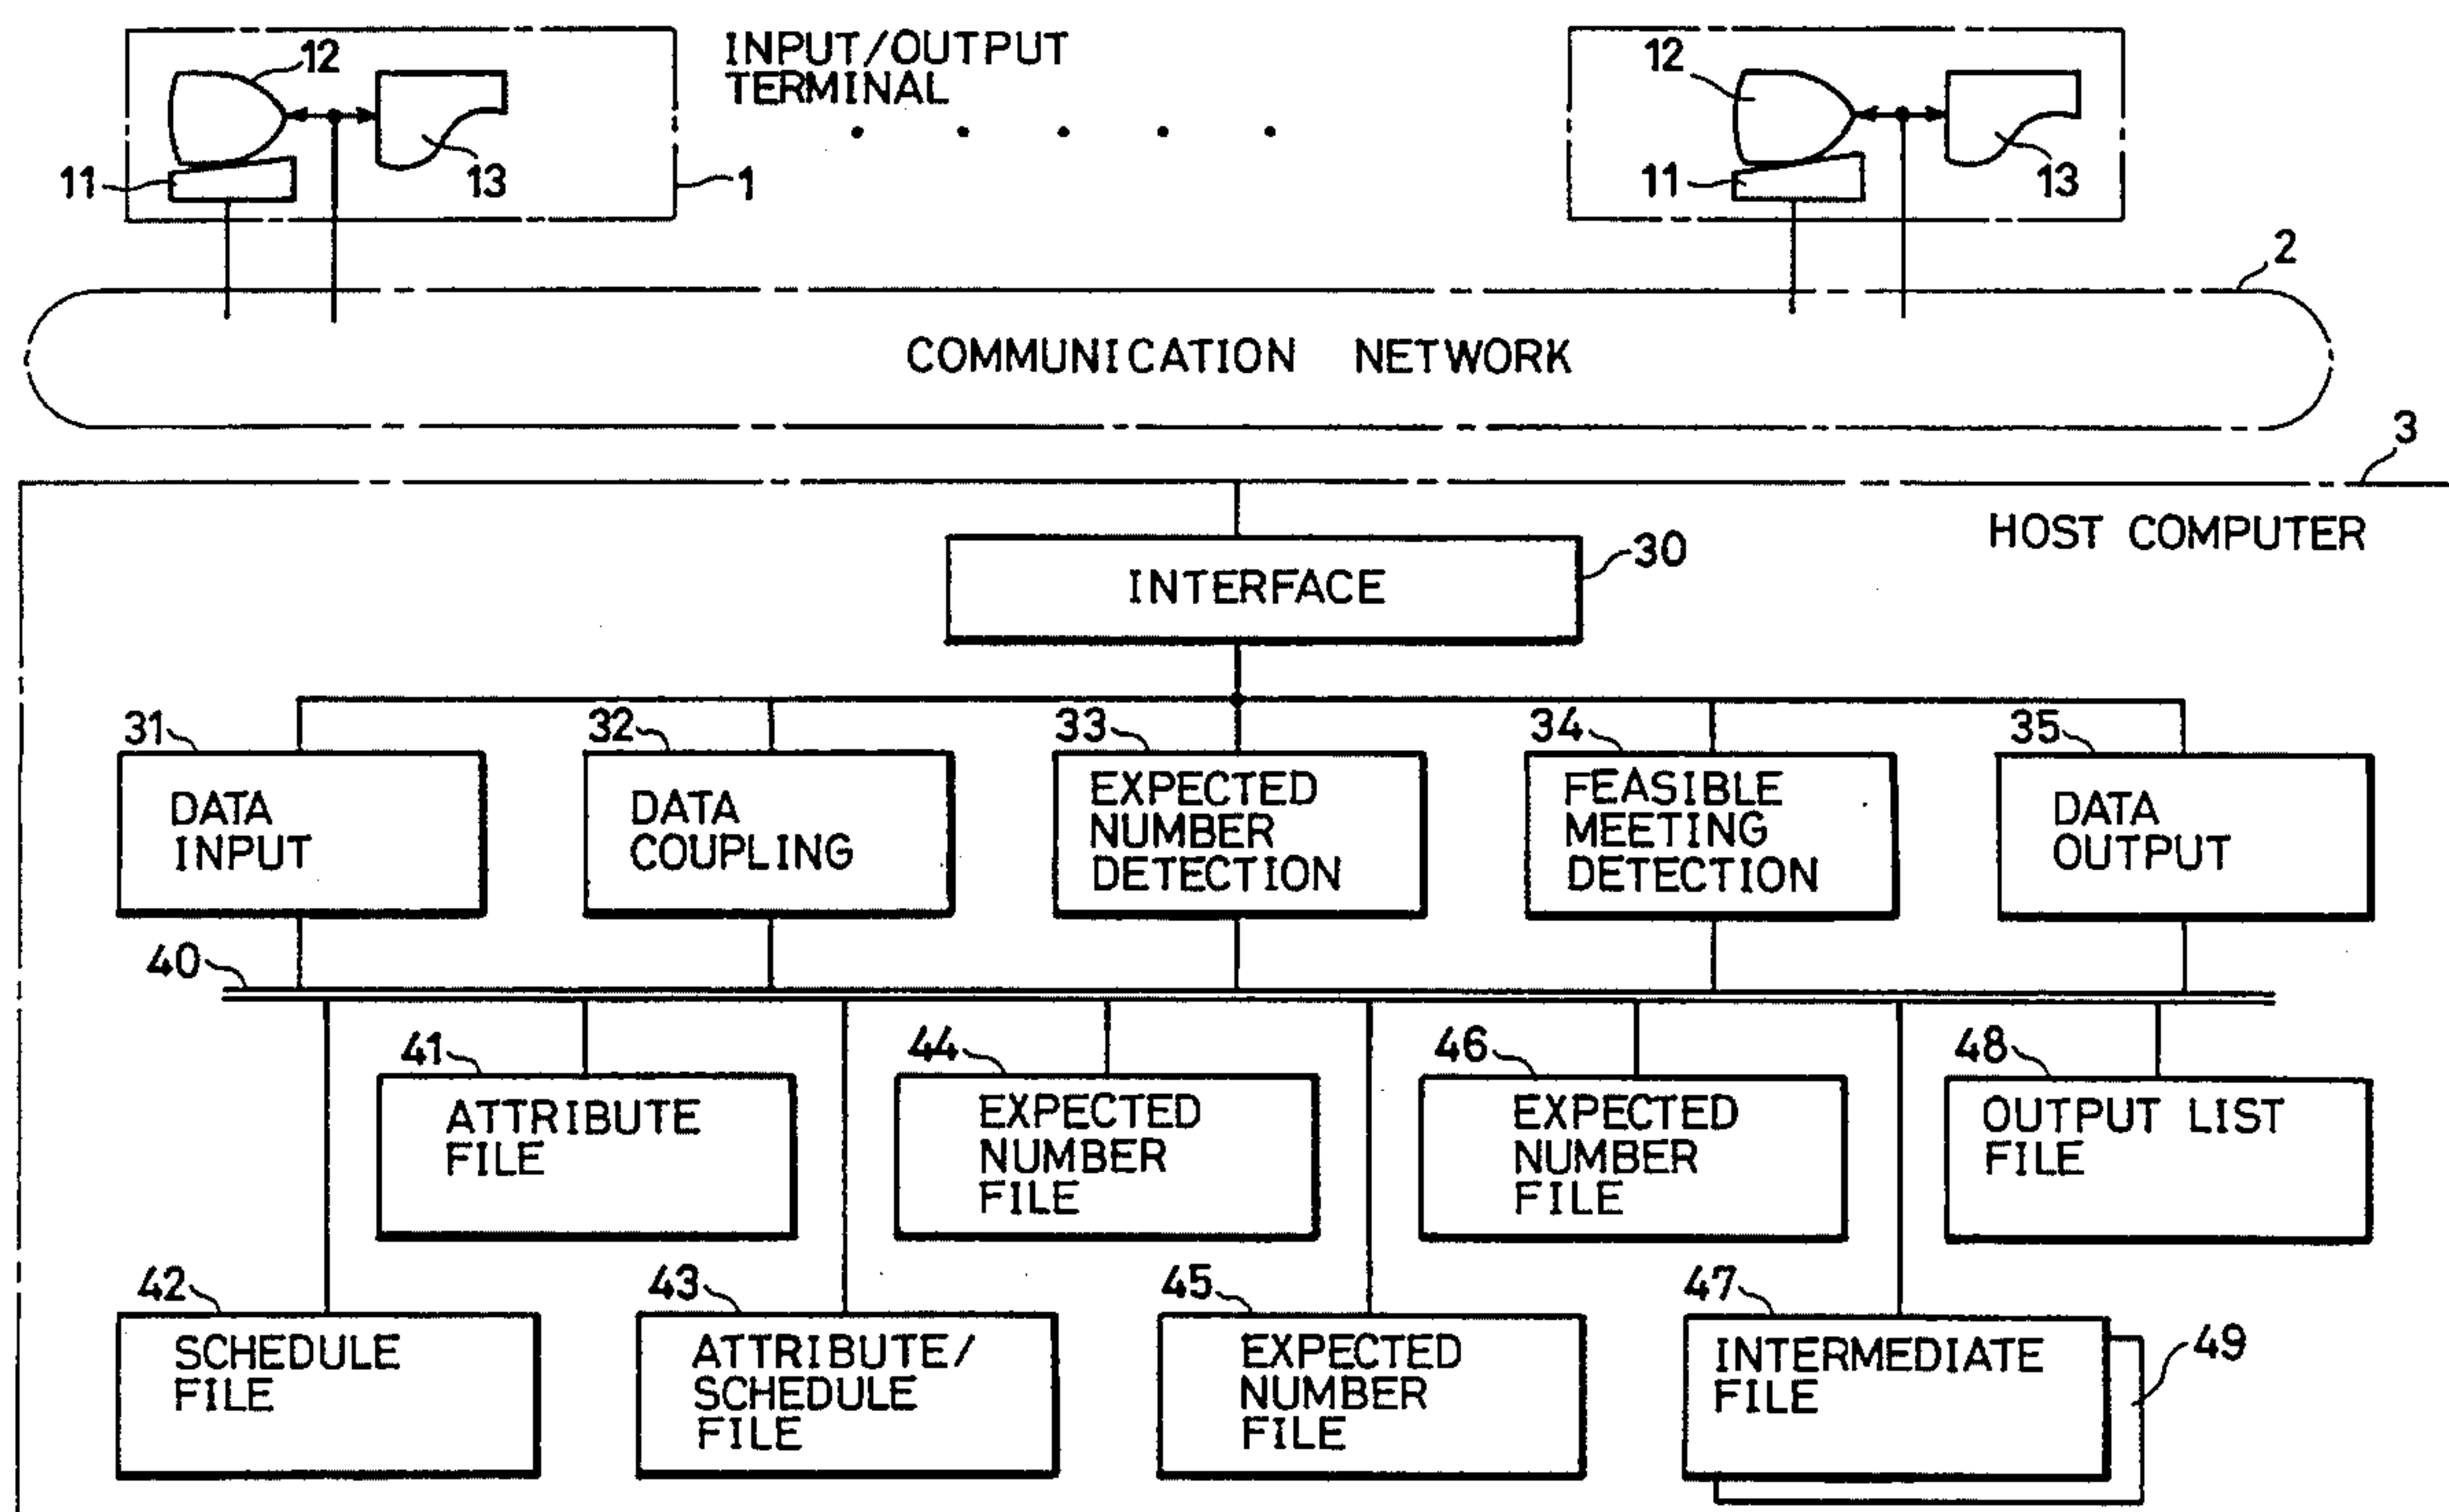 12
INPUT/OUTPUT
TERMINAL
12
11
13
1
11
13
2
COMMUNICATION NETWORK
3
HOST COMPUTER
30
INTERFACE
31
32
33
34
35
DATA
INPUT
DATA
COUPLING
EXPECTED
NUMBER
DETECTION
FEASIBLE
MEETING
DETECTION
DATA
OUTPUT
40
41
44
46
48
ATTRIBUTE
FILE
EXPECTED
NUMBER
FILE
EXPECTED
NUMBER
FILE
OUTPUT LIST
FILE
42
43
45
47
49
SCHEDULE
FILE
ATTRIBUTE/
SCHEDULE
FILE
EXPECTED
NUMBER
FILE
INTERMEDIATE
FILE